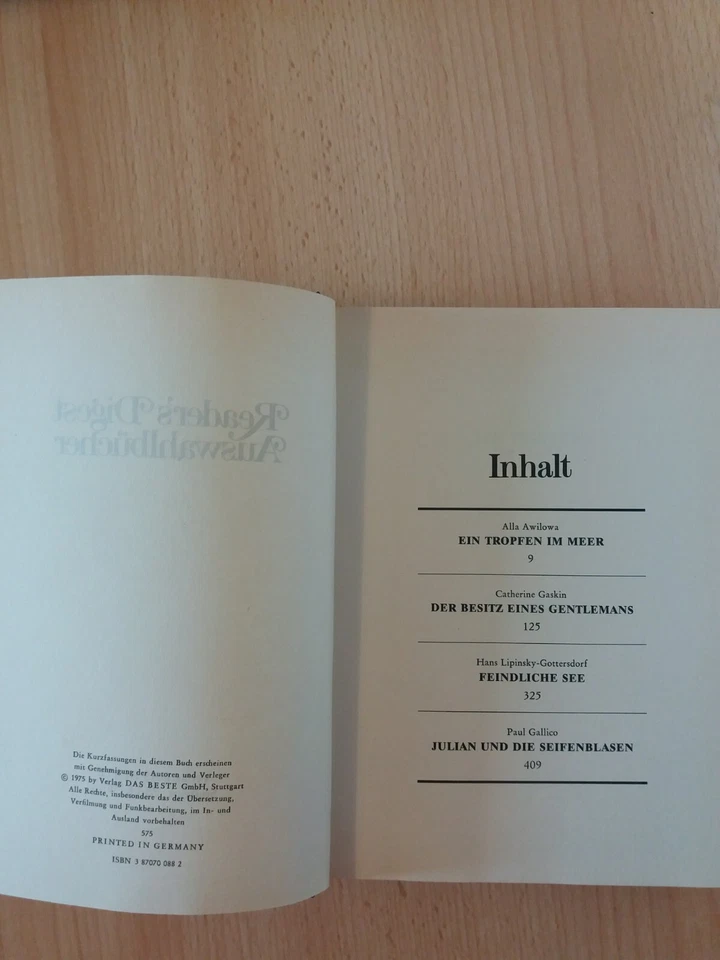 Reader's Digest
Auswahlbücher
Die Kurzfassungen in diesem Buch erscheinen
mit Genehmigung der Autoren und Verleger
© 1975 by Verlag DAS BESTE GmbH, Stuttgart
Alle Rechte, insbesondere das der Übersetzung,
Verfilmung und Funkbearbeitung, im In- und
Ausland vorbehalten
575
PRINTED IN GERMANY
ISBN 3 87070 088 2
Inhalt
Alla Awilowa
EIN TROPFEN IM MEER
9
Catherine Gaskin
DER BESITZ EINES GENTLEMANS
125
Hans Lipinsky-Gottersdorf
FEINDLICHE SEE
325
Paul Gallico
JULIAN UND DIE SEIFENBLASEN
409